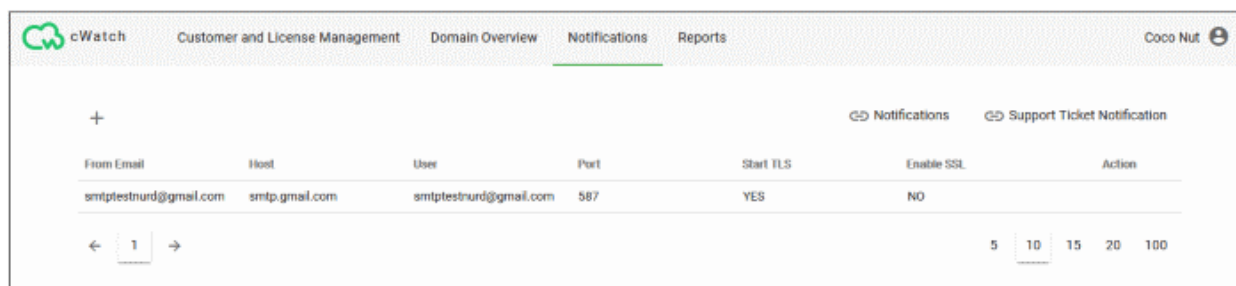 cWatch Customer and License Management Domain Overview Notifications Reports Coco Nut
+ Notifications Support Ticket Notification
From Email Host User Port Start TLS Enable SSL Action
smtptestnurd@gmail.com smtp.gmail.com smtptestnurd@gmail.com 587 YES NO
← 1 → 5 10 15 20 100